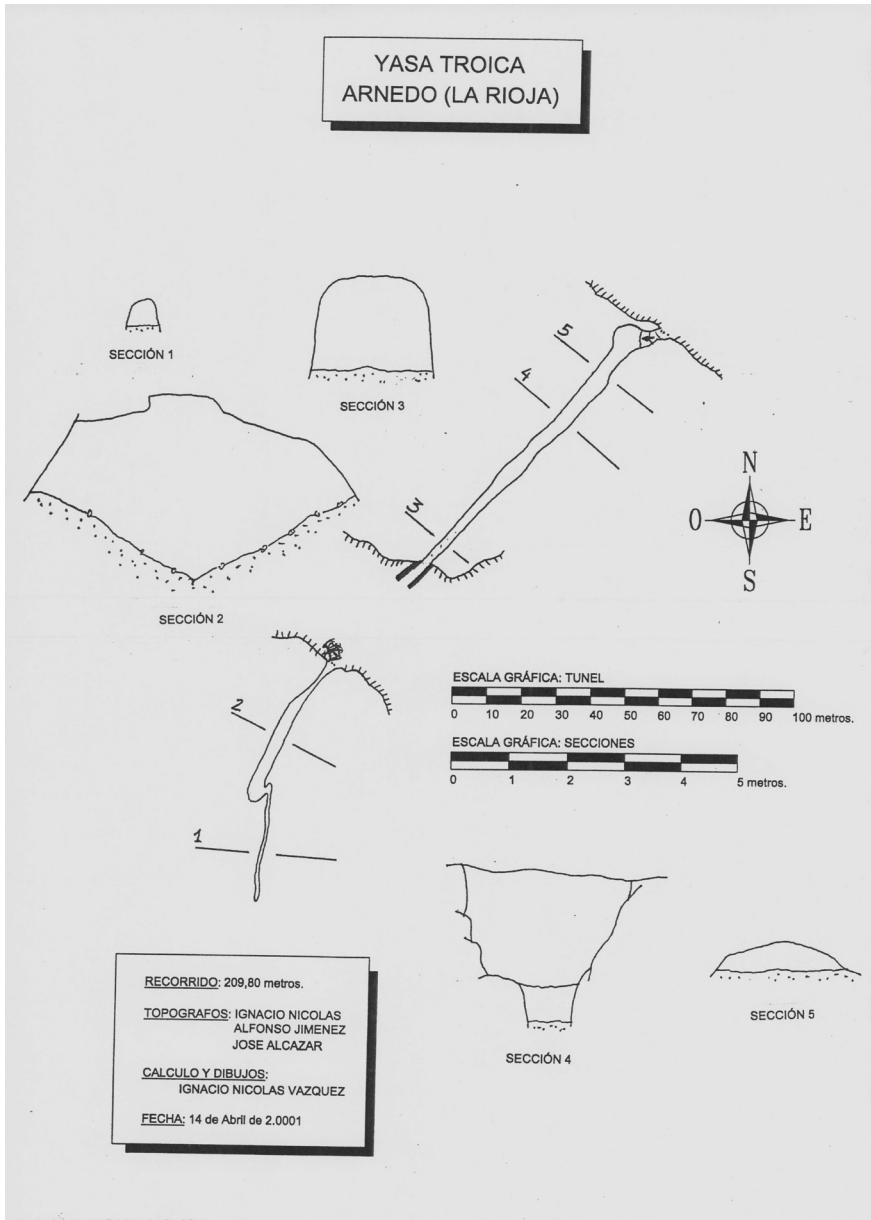 YASA TROICA
ARNEDO (LA RIOJA)
SECCIÓN 1
SECCIÓN 3
5
4
3
N
O E
S
SECCIÓN 2
2
1
ESCALA GRÁFICA: TUNEL
0 10 20 30 40 50 60 70 80 90 100 metros.
ESCALA GRÁFICA: SECCIONES
0 1 2 3 4 5 metros.
RECORRIDO: 209,80 metros.
TOPOGRAFOS: IGNACIO NICOLAS
ALFONSO JIMENEZ
JOSE ALCAZAR
CALCULO Y DIBUJOS:
IGNACIO NICOLAS VAZQUEZ
FECHA: 14 de Abril de 2.0001
SECCIÓN 4
SECCIÓN 5